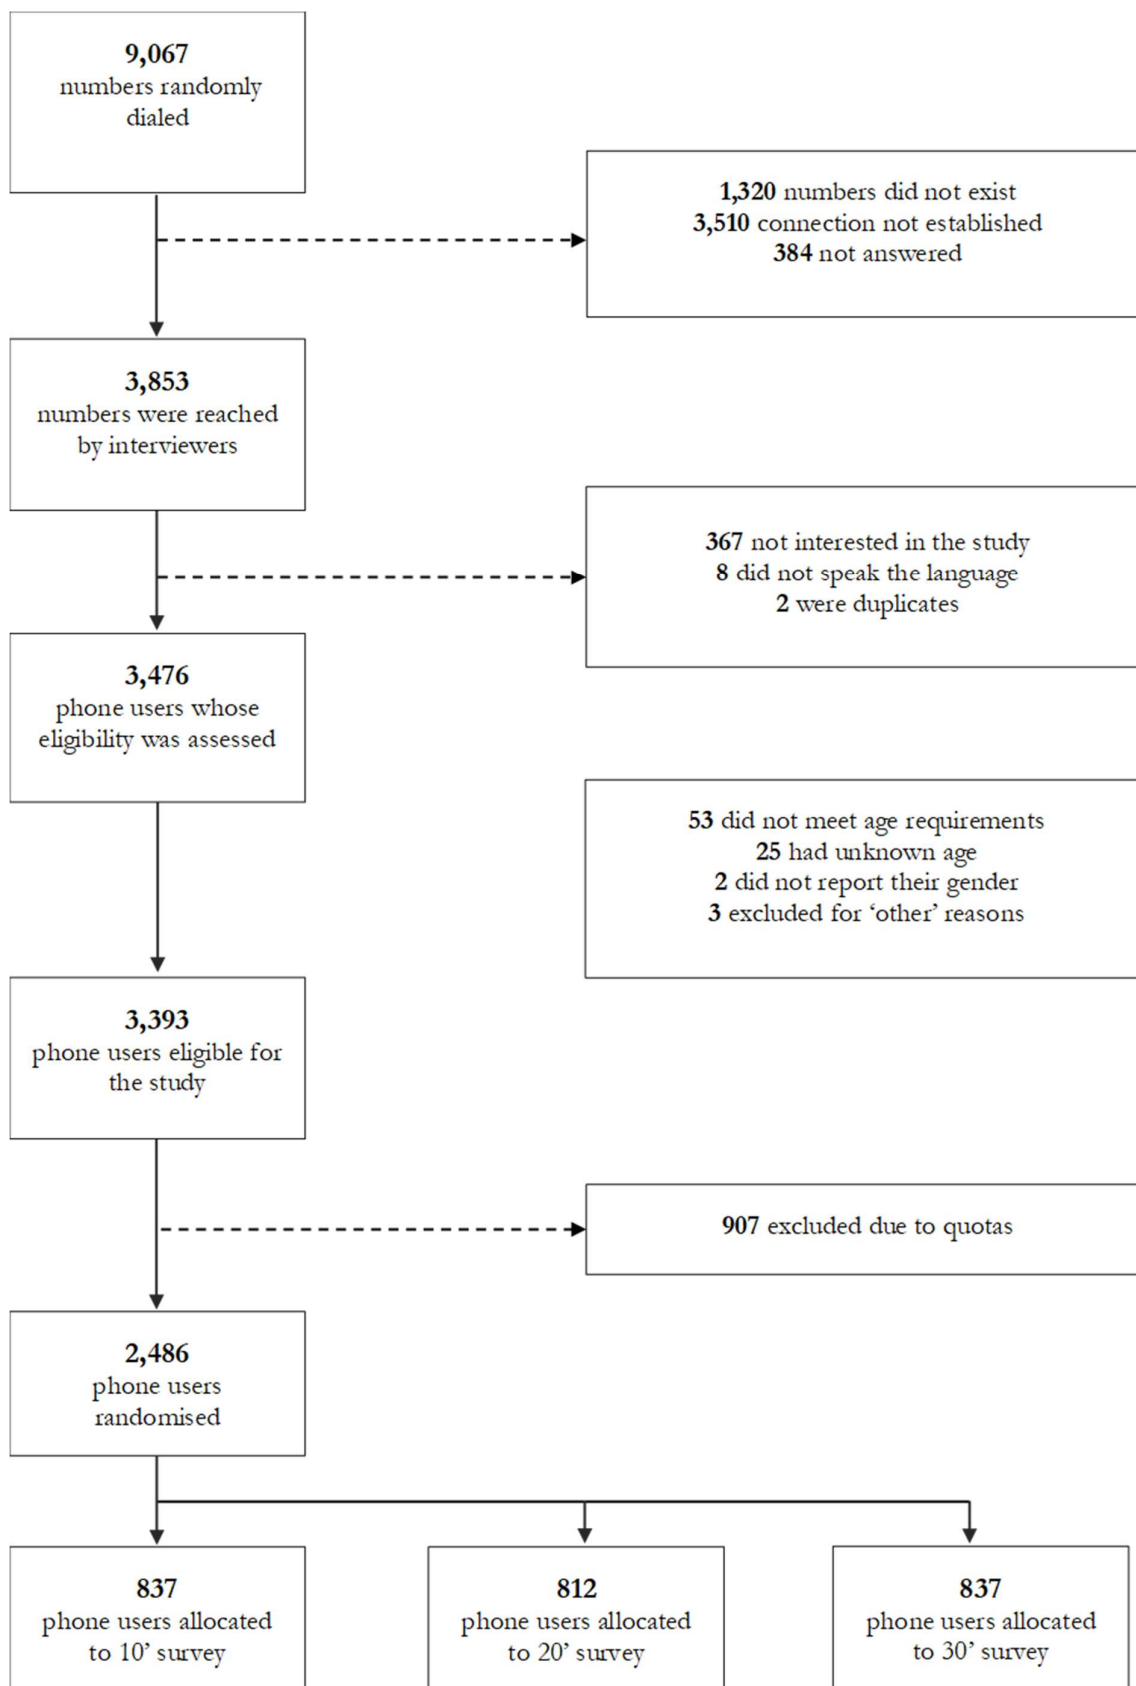 9,067
numbers randomly
dialed
1,320 numbers did not exist
3,510 connection not established
384 not answered
3,853
numbers were reached
by interviewers
367 not interested in the study
8 did not speak the language
2 were duplicates
3,476
phone users whose
eligibility was assessed
53 did not meet age requirements
25 had unknown age
2 did not report their gender
3 excluded for ‘other’ reasons
3,393
phone users eligible for
the study
907 excluded due to quotas
2,486
phone users
randomised
837
phone users allocated
to 10’ survey
812
phone users allocated
to 20’ survey
837
phone users allocated
to 30’ survey